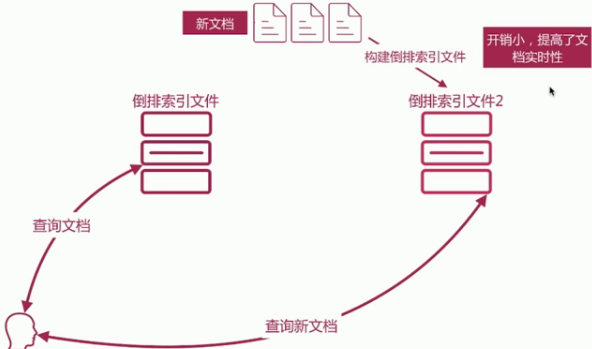 新文档
构建倒排索引文件
开销小，提高了文
档实时性
倒排索引文件
倒排索引文件2
查询文档
查询新文档